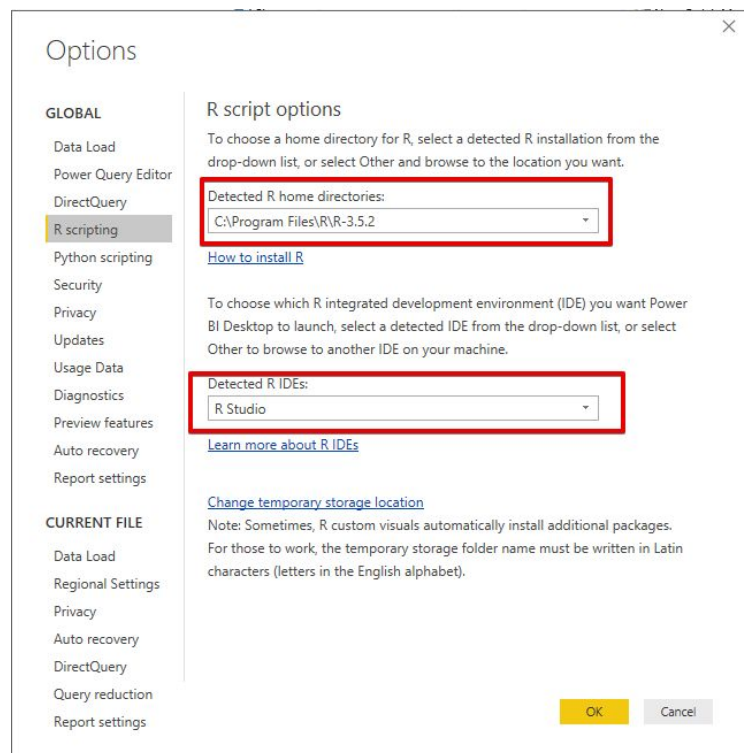 Options
GLOBAL
Data Load
Power Query Editor
DirectQuery
R scripting
Python scripting
Security
Privacy
Updates
Usage Data
Diagnostics
Preview features
Auto recovery
Report settings
CURRENT FILE
Data Load
Regional Settings
Privacy
Auto recovery
DirectQuery
Query reduction
Report settings
R script options
To choose a home directory for R, select a detected R installation from the
drop-down list, or select Other and browse to the location you want.
Detected R home directories:
C:\Program Files\R\R-3.5.2
How to install R
To choose which R integrated development environment (IDE) you want Power
BI Desktop to launch, select a detected IDE from the drop-down list, or select
Other to browse to another IDE on your machine.
Detected R IDEs:
R Studio
Learn more about R IDEs
Change temporary storage location
Note: Sometimes, R custom visuals automatically install additional packages.
For those to work, the temporary storage folder name must be written in Latin
characters (letters in the English alphabet).
OK
Cancel